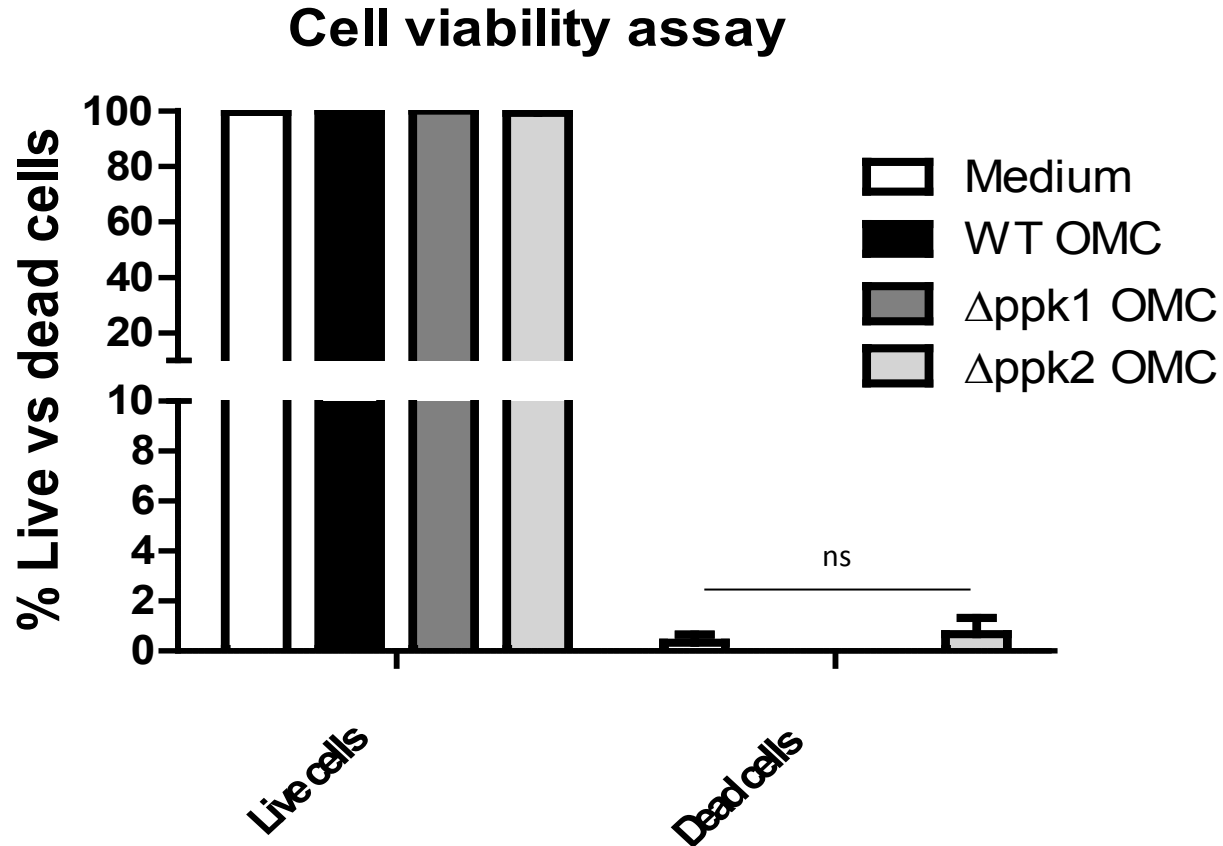 Cell viability assay
% Live vs dead cells
100
80
60
40
20
10
8
6
4
2
0
Medium
WT OMC
Δppk1 OMC
Δppk2 OMC
ns
Live cells
Dead cells